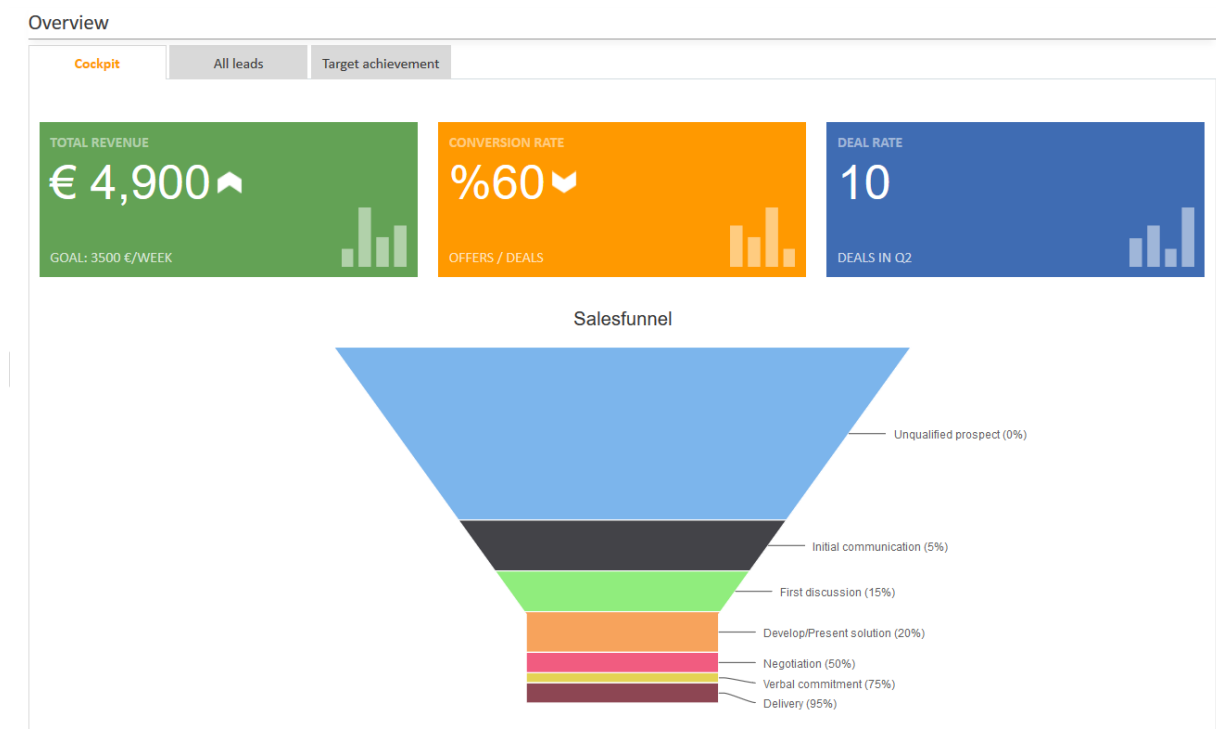 Overview
Cockpit
All leads
Target achievement
TOTAL REVENUE
€ 4,900
GOAL: 3500 €/WEEK
CONVERSION RATE
%60
OFFERS / DEALS
DEAL RATE
10
DEALS IN Q2
Salesfunnel
Unqualified prospect (0%)
Initial communication (5%)
First discussion (15%)
Develop/Present solution (20%)
Negotiation (50%)
Verbal commitment (75%)
Delivery (95%)